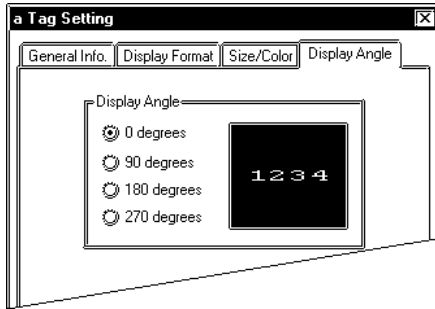 a Tag Setting
General Info. Display Format Size/Color Display Angle
Display Angle
0 degrees
90 degrees
180 degrees
270 degrees
1234